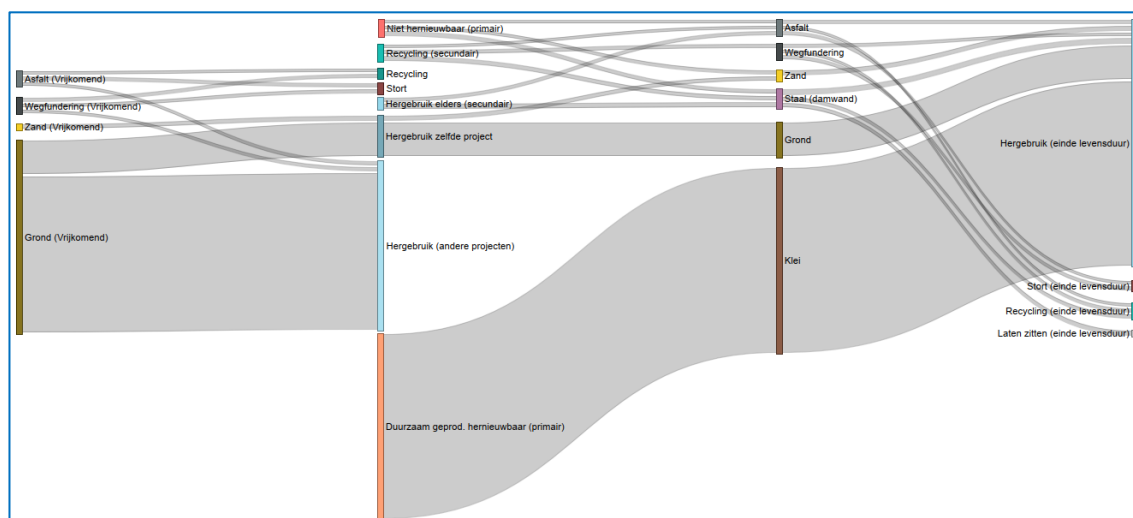 Asfalt (Vrijkomend)
Wegfundering (Vrijkomend)
Zand (Vrijkomend)
Grond (Vrijkomend)
Niet hernieuwbaar (primair)
Recycling (secundair)
Recycling
Stort
Hergebruik elders (secundair)
Hergebruik zelfde project
Hergebruik (andere projecten)
Duurzaam geprod. hernieuwbaar (primair)
Asfalt
Wegfundering
Zand
Staal (damwand)
Grond
Klei
Hergebruik (einde levensduur)
Stort (einde levensduur)
Recycling (einde levensduur)
Laten zitten (einde levensduur)